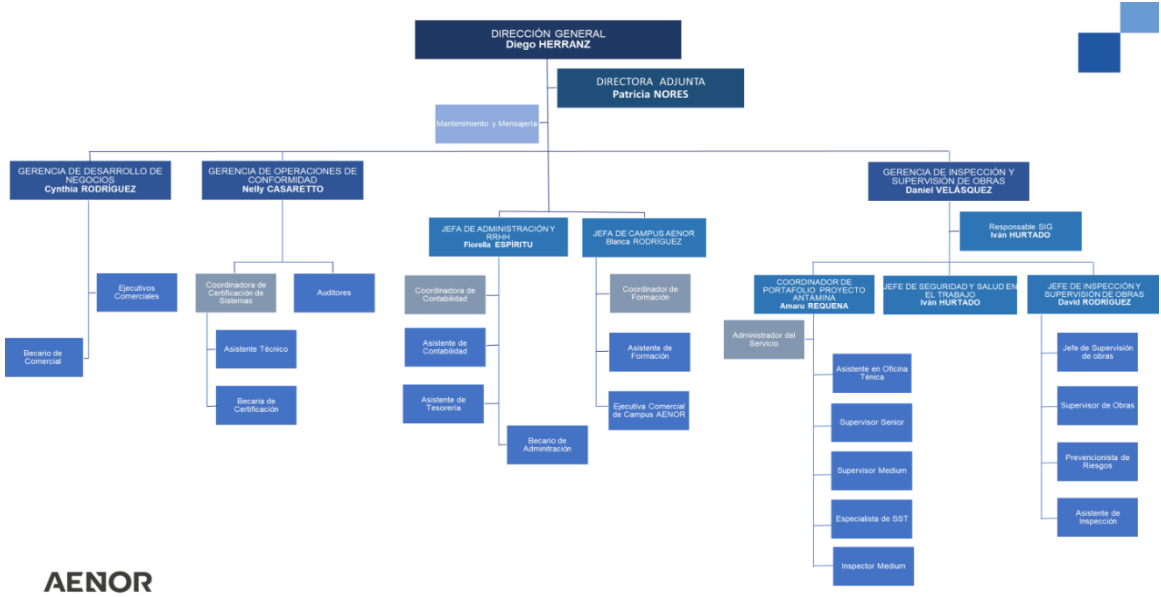 DIRECCIÓN GENERAL
Diego HERRANZ
DIRECTORA ADJUNTA
Patricia NORES
Mantenimiento y Mensajería
GERENCIA DE DESARROLLO DE
NEGOCIOS
Cynthia RODRÍGUEZ
GERENCIA DE OPERACIONES DE
CONFORMIDAD
Nelly CASARETTO
GERENCIA DE INSPECCIÓN Y
SUPERVISIÓN DE OBRAS
Daniel VELÁSQUEZ
JEFA DE ADMINISTRACIÓN Y
RRHH
Fiorella ESPÍRITU
JEFA DE CAMPUS AENOR
Blanca RODRÍGUEZ
Responsable SIG
Iván HURTADO
Ejecutivos
Comerciales
Becario de
Comercial
Coordinadora de
Certificación de
Sistemas
Auditores
Asistente Técnico
Becaria de
Certificación
Coordinadora de
Contabilidad
Asistente de
Contabilidad
Asistente de
Tesorería
Becario de
Adminitración
Coordinador de
Formación
Asistente de
Formación
Ejecutiva Comercial
de Campus AENOR
COORDINADOR DE
PORTAFOLIO PROYECTO
ANTAMINA
Amaru REQUENA
JEFE DE SEGURIDAD Y SALUD EN
EL TRABAJO
Iván HURTADO
JEFE DE INSPECCIÓN Y
SUPERVISIÓN DE OBRAS
David RODRÍGUEZ
Administrador del
Servicio
Asistente en Oficina
Ténica
Supervisor Senior
Supervisor Medium
Especialista de SST
Inspector Medium
Jefe de Supervisión
de obras
Supervisor de Obras
Prevencionista de
Riesgos
Asistente de
Inspección
AENOR